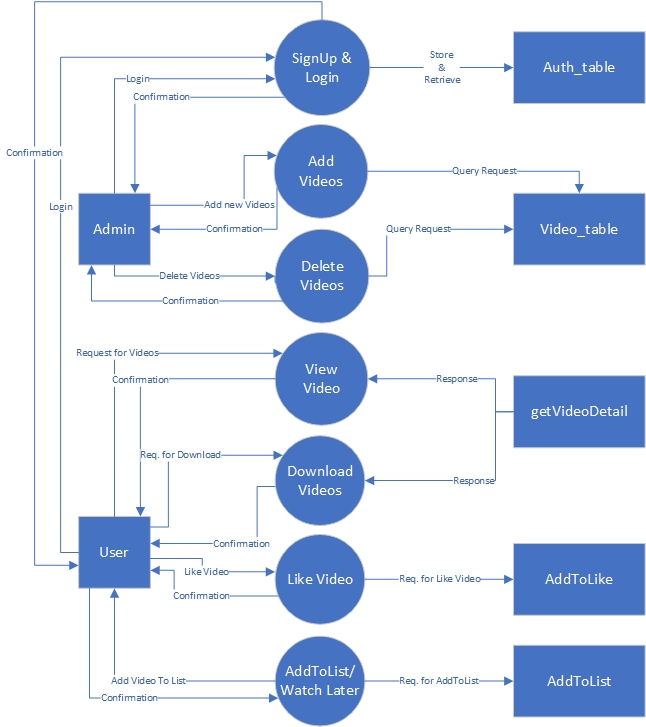 SignUp &
Login
Store
&
Retrieve
Auth_table
Login
Confirmation
Confirmation
Add
Videos
Query Request
Login
Add new Videos
Admin
Confirmation
Query Request
Video_table
Delete Videos
Delete
Videos
Confirmation
Request for Videos
View
Video
Confirmation
Response
getVideoDetail
Req. for Download
Download
Videos
Response
User
Confirmation
Like Video
Like Video
Req. for Like Video
AddToLike
Confirmation
Add Video To List
AddToList/
Watch Later
Req. for AddToList
AddToList
Confirmation